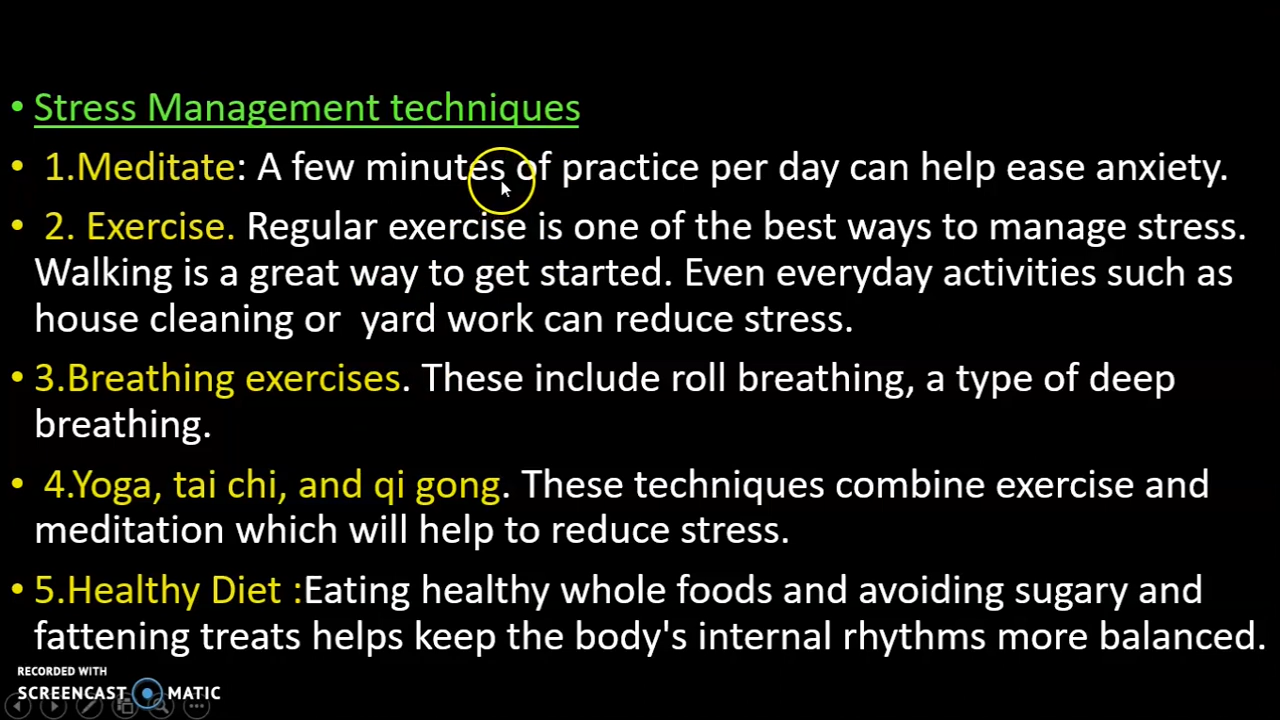 • Stress Management techniques
• 1.Meditate: A few minutes of practice per day can help ease anxiety.
• 2. Exercise. Regular exercise is one of the best ways to manage stress.
Walking is a great way to get started. Even everyday activities such as
house cleaning or  yard work can reduce stress.
• 3.Breathing exercises. These include roll breathing, a type of deep
breathing.
• 4.Yoga, tai chi, and qi gong. These techniques combine exercise and
meditation which will help to reduce stress.
• 5.Healthy Diet :Eating healthy whole foods and avoiding sugary and
fattening treats helps keep the body's internal rhythms more balanced.
RECORDED WITH
SCREENCAST MATIC